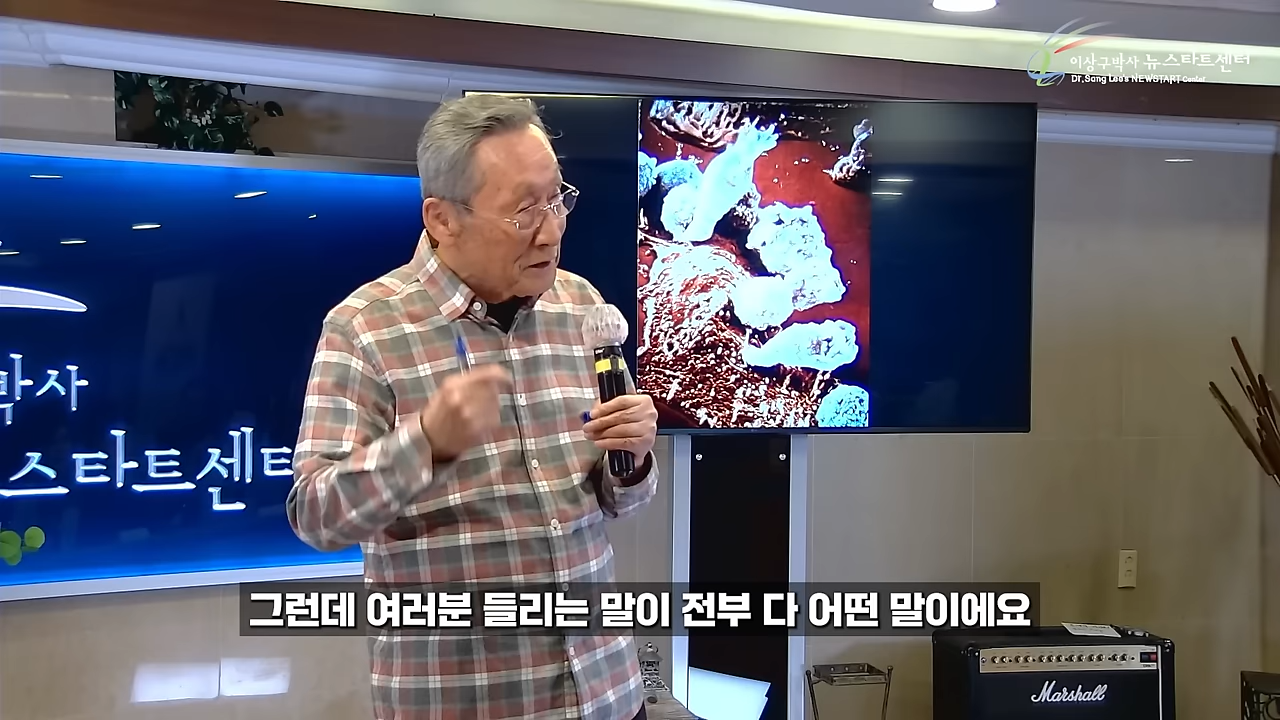 이상구박사 뉴스타트센터
Dr.Sang Lee's NEWSTART Center
박사
스타트센터
그런데 여러분 들리는 말이 전부 다 어떤 말이에요
Marshall